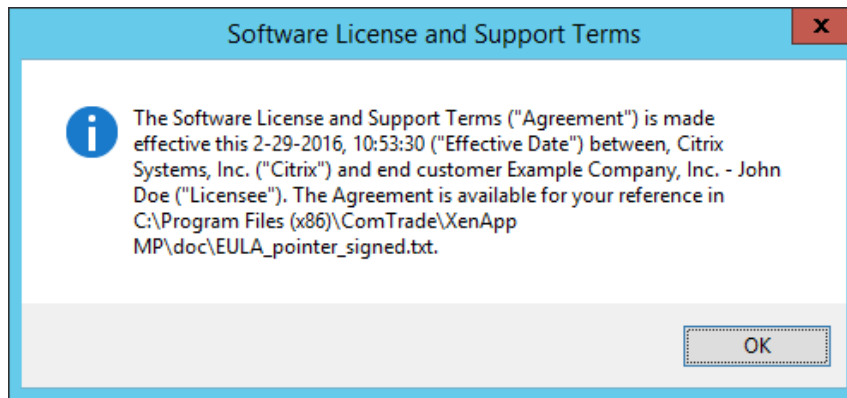 Software License and Support Terms
x
i
The Software License and Support Terms ("Agreement") is made
effective this 2-29-2016, 10:53:30 ("Effective Date") between, Citrix
Systems, Inc. ("Citrix") and end customer Example Company, Inc. - John
Doe ("Licensee"). The Agreement is available for your reference in
C:\Program Files (x86)\ComTrade\XenApp
MP\doc\EULA_pointer_signed.txt.
OK